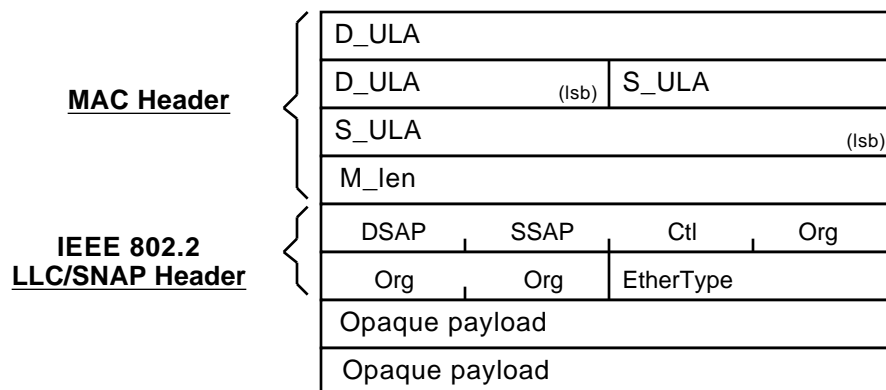 D_ULA
MAC Header
D_ULA (lsb) S_ULA
S_ULA (lsb)
M_len
IEEE 802.2
LLC/SNAP Header
DSAP SSAP Ctl Org
Org Org EtherType
Opaque payload
Opaque payload